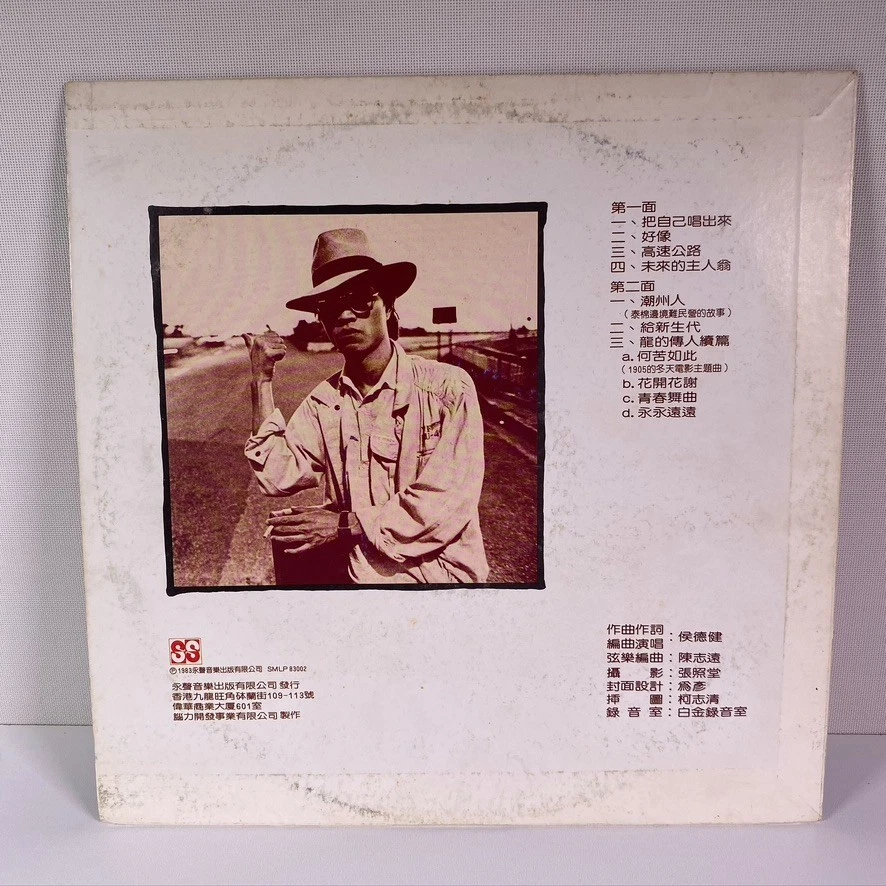 第一面
一、把自己唱出來
二、好像
三、高速公路
四、未來的主人翁
第二面
一、潮州人
（泰棉邊境難民營的故事）
二、給新生代
三、龍的傳人續篇
a. 何苦如此
（1905的冬天電影主題曲）
b. 花開花謝
c. 青春舞曲
d. 永永遠遠
作曲作詞
編曲演唱：侯德健
弦樂編曲：陳志遠
攝影：張照堂
封面設計：為彥
挿圖：柯志清
錄音室：白金錄音室
SS
Ⓟ1983永聲音樂出版有限公司 SMLP 83002
永聲音樂出版有限公司 發行
香港九龍旺角砵蘭街109-113號
偉華商業大廈601室
腦力開發事業有限公司 製作